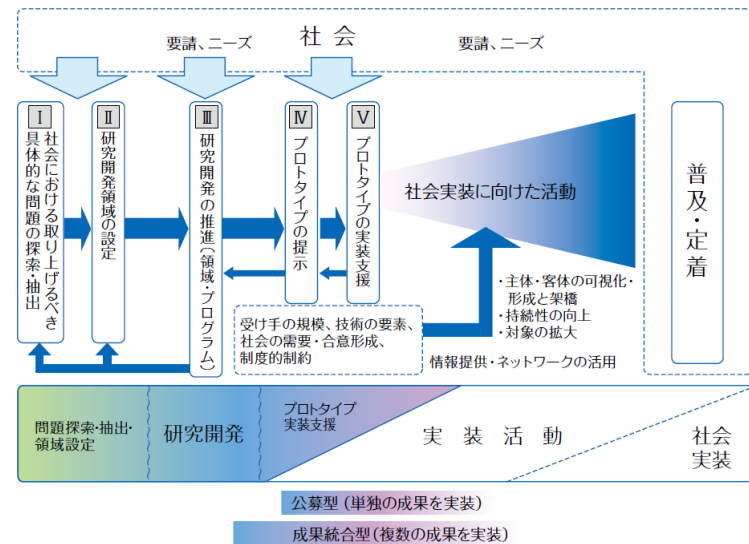 社 会
要請、ニーズ
要請、ニーズ
Ⅰ
社会における取り上げるべき
具体的な問題の探索・抽出
Ⅱ
研究開発領域の設定
Ⅲ
研究開発の推進(領域・プログラム)
Ⅳ
プロトタイプの提示
Ⅴ
プロトタイプの実装支援
社会実装に向けた活動
普及・定着
・主体・客体の可視化・
形成と架橋
・持続性の向上
・対象の拡大
受け手の規模、技術の要素、
社会の需要・合意形成、
制度的制約
情報提供・ネットワークの活用
問題探索・抽出・
領域設定
研究開発
プロトタイプ
実装支援
実 装 活 動
社会
実装
公募型(単独の成果を実装)
成果統合型(複数の成果を実装)